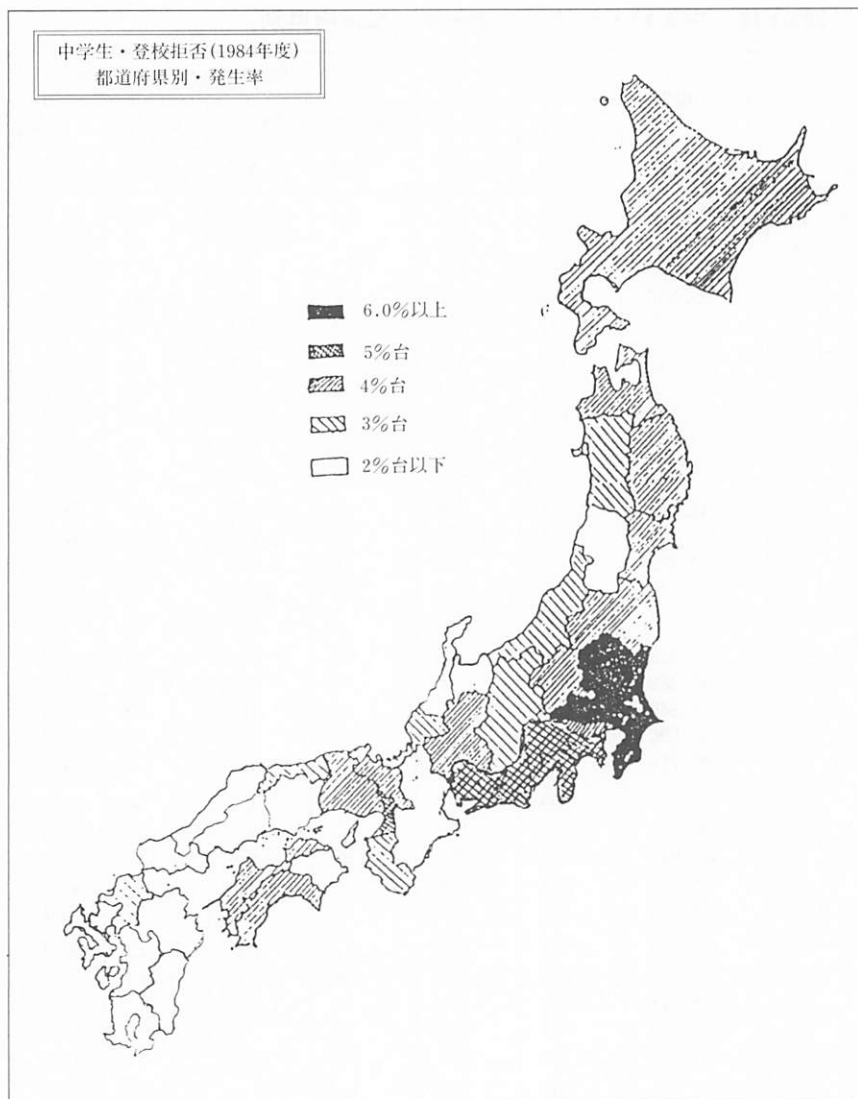 中学生・登校拒否(1984年度)
都道府県別・発生率
6.0%以上
5%台
4%台
3%台
2%台以下